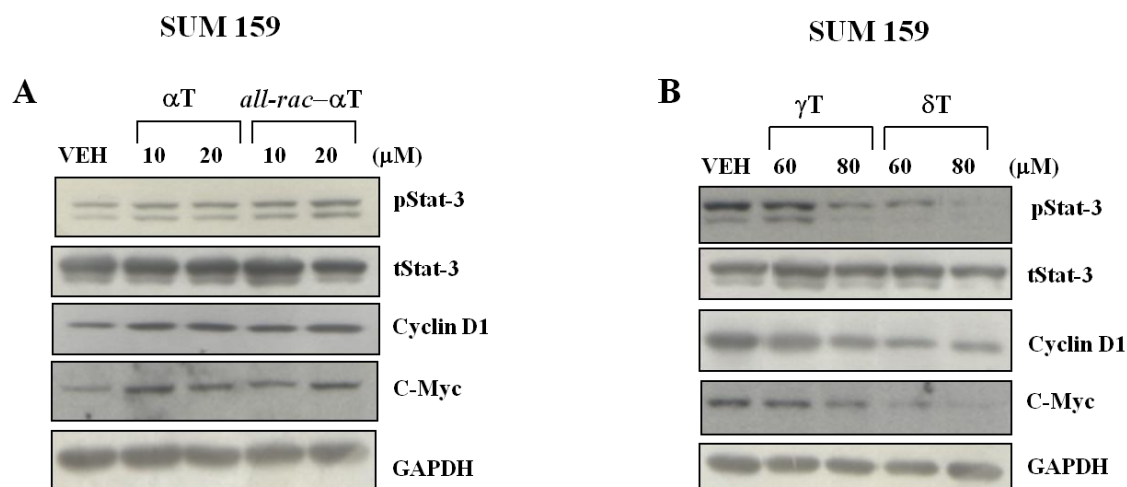 SUM 159
A
αT all-rac–αT
VEH 10 20 10 20 (μM)
pStat-3
tStat-3
Cyclin D1
C-Myc
GAPDH
SUM 159
B
γT δT
VEH 60 80 60 80 (μM)
pStat-3
tStat-3
Cyclin D1
C-Myc
GAPDH